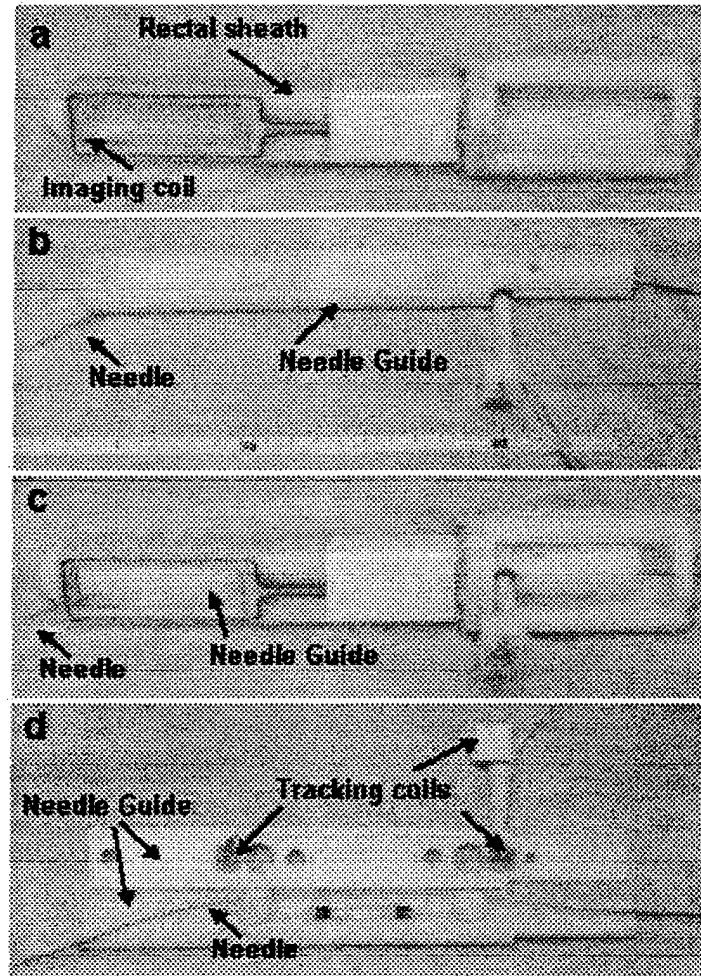 a
Rectal sheath
Imaging coil
b
Needle
Needle Guide
c
Needle
Needle Guide
d
Tracking coils
Needle Guide
Needle